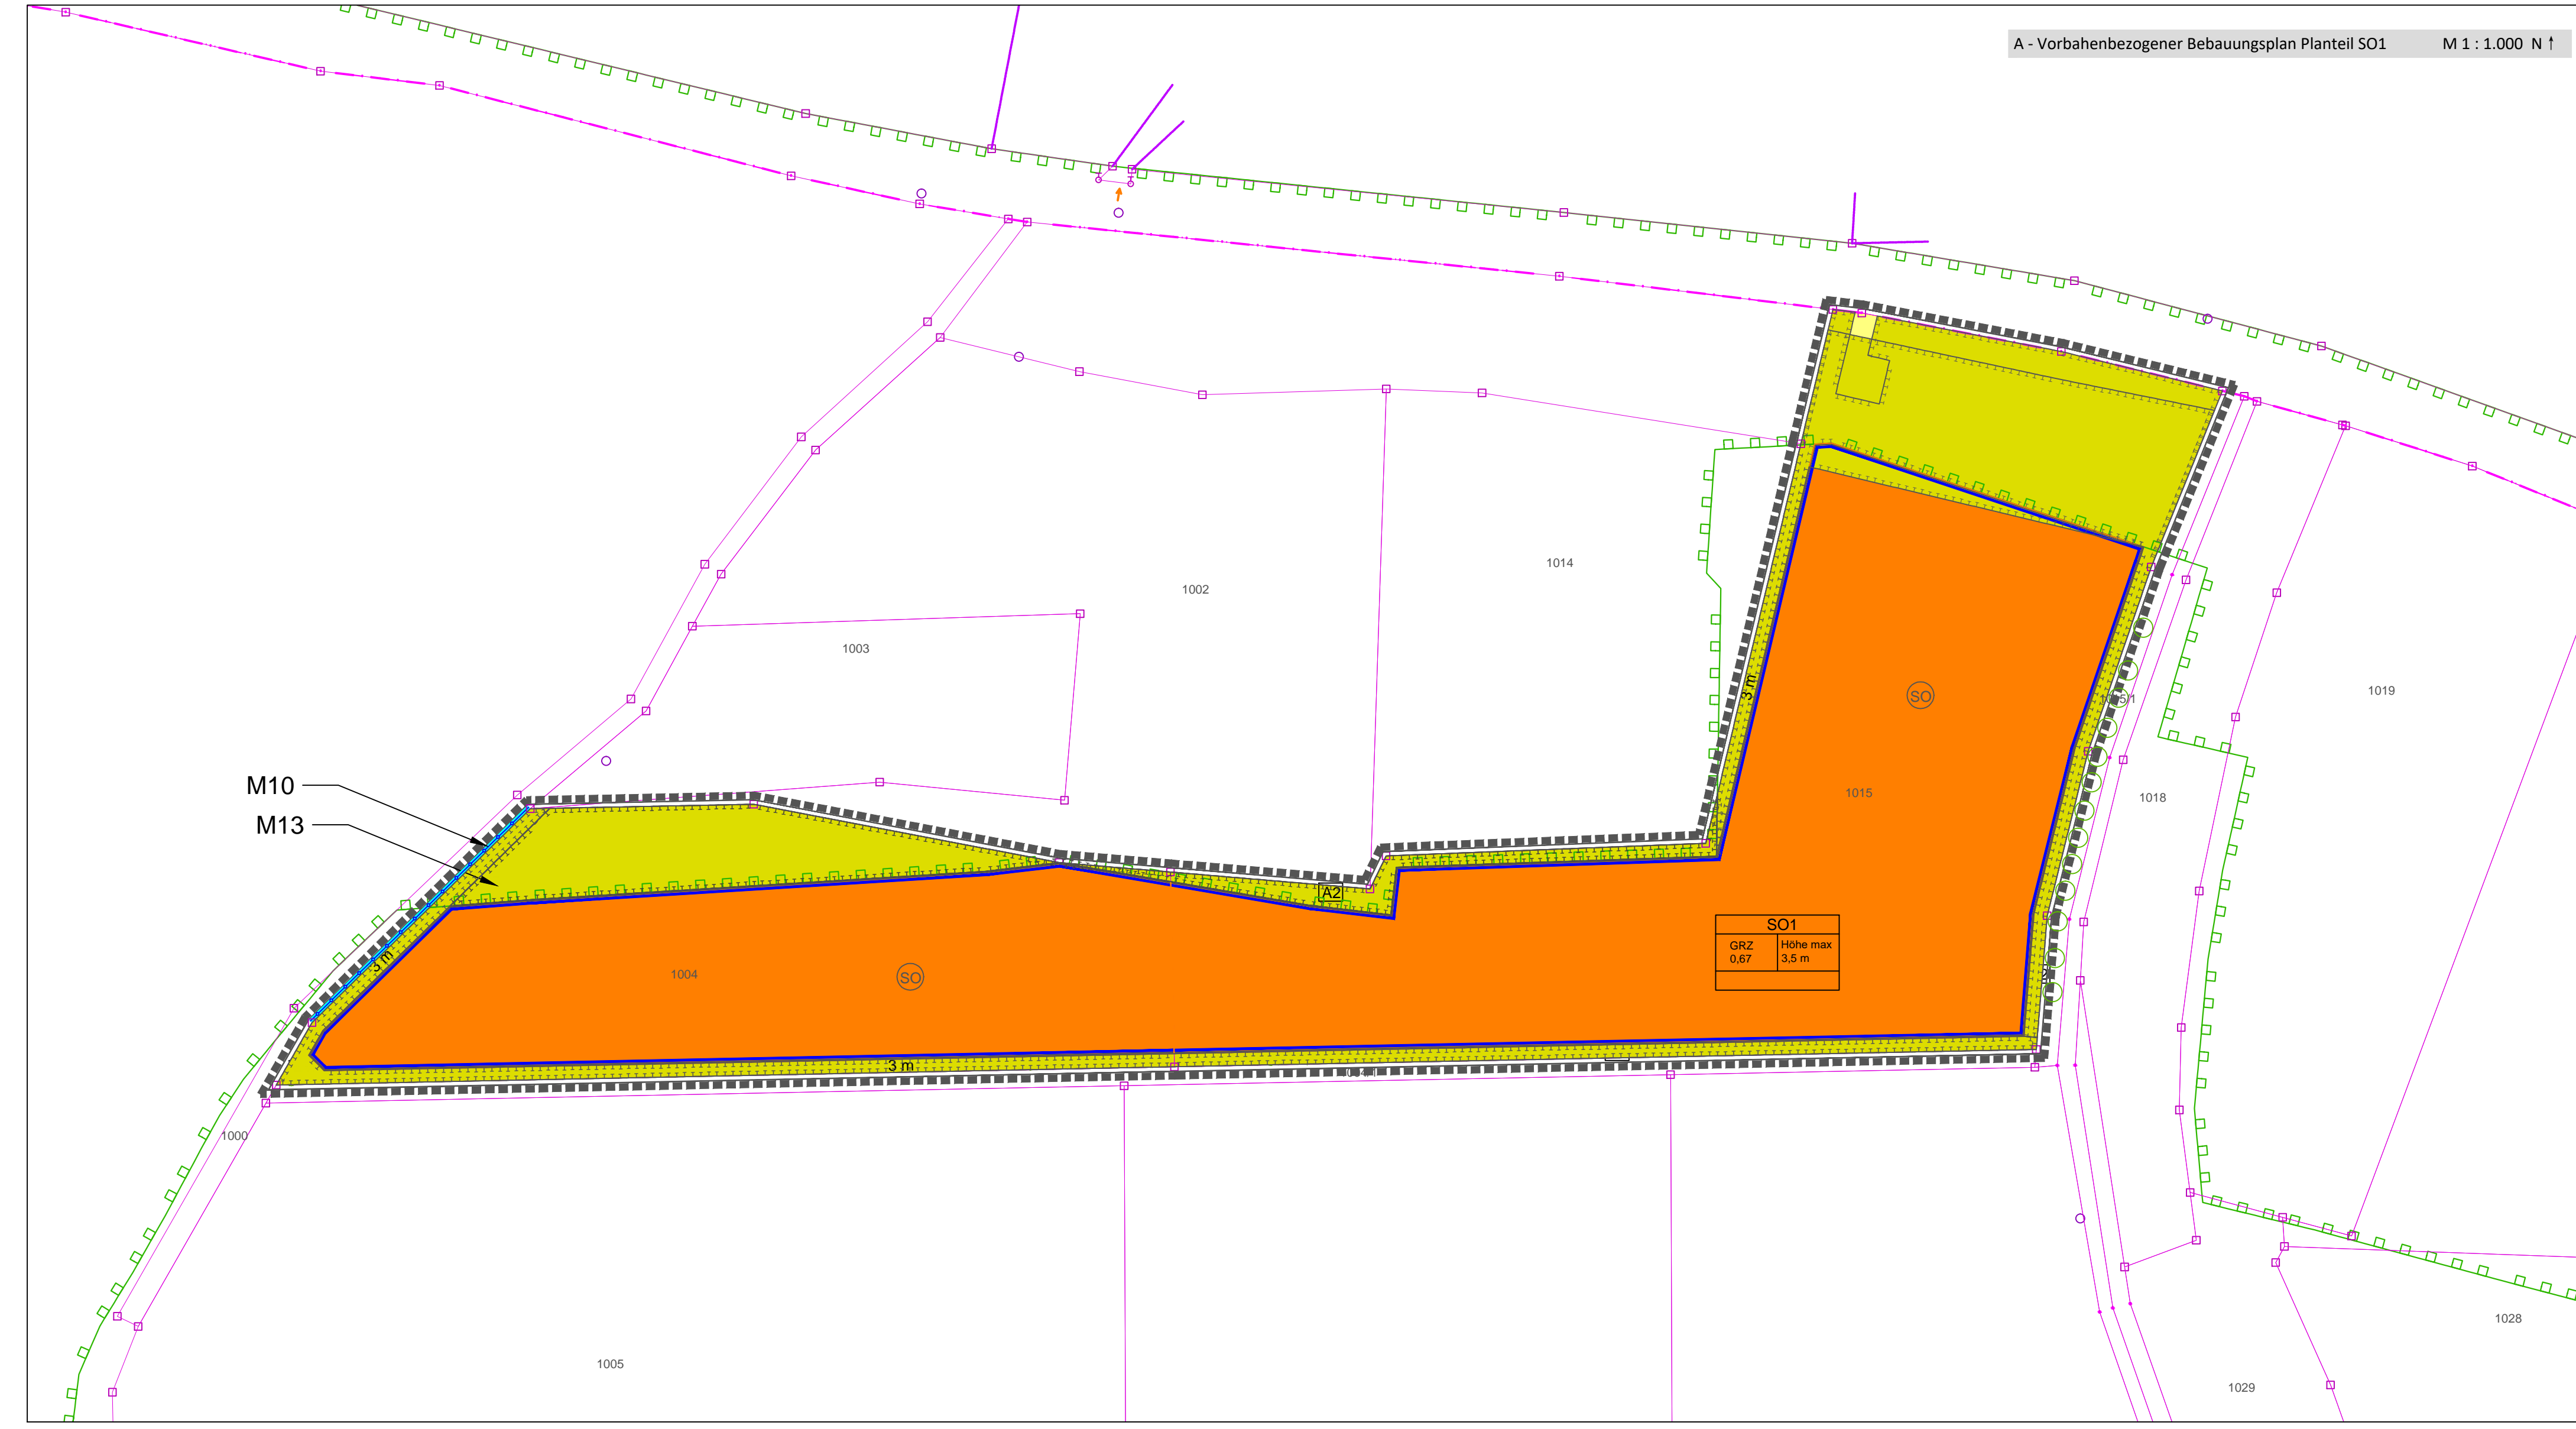 A - Vorbahenbezogener Bebauungsplan Planteil SO1 M 1 : 1.000 N
1014
1002
1003
1019
3 m
SO
M10
1015
1018
M13
A2
SO1
GRZ
0,67
Höhe max
3,5 m
3 m
1004
SO
3 m
1000
1028
1005
1029